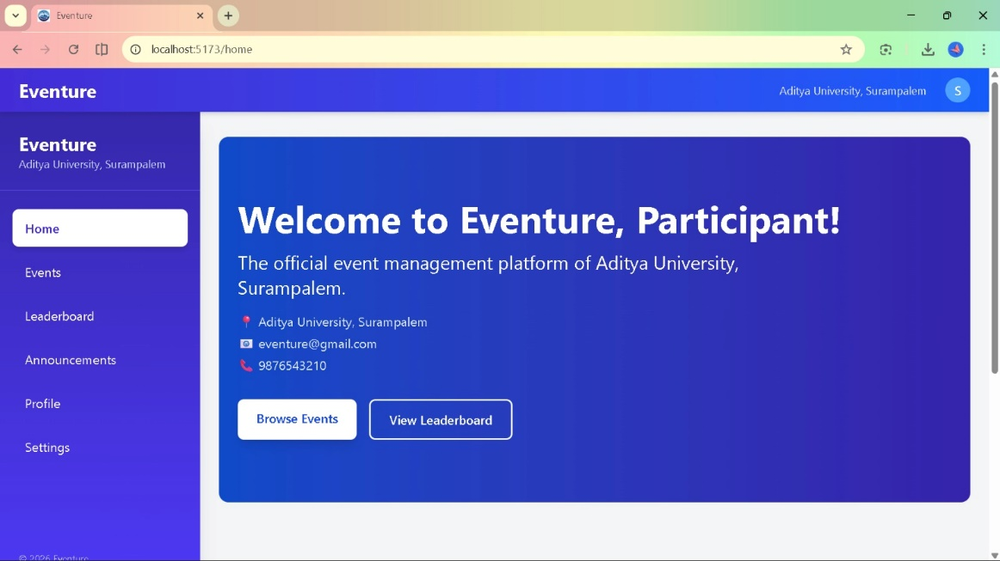 Eventure
localhost:5173/home
Eventure
Aditya University, Surampalem
S
Eventure
Aditya University, Surampalem
Home
Events
Leaderboard
Announcements
Profile
Settings
© 2026 Eventure
Welcome to Eventure, Participant!
The official event management platform of Aditya University,
Surampalem.
Aditya University, Surampalem
eventure@gmail.com
9876543210
Browse Events
View Leaderboard